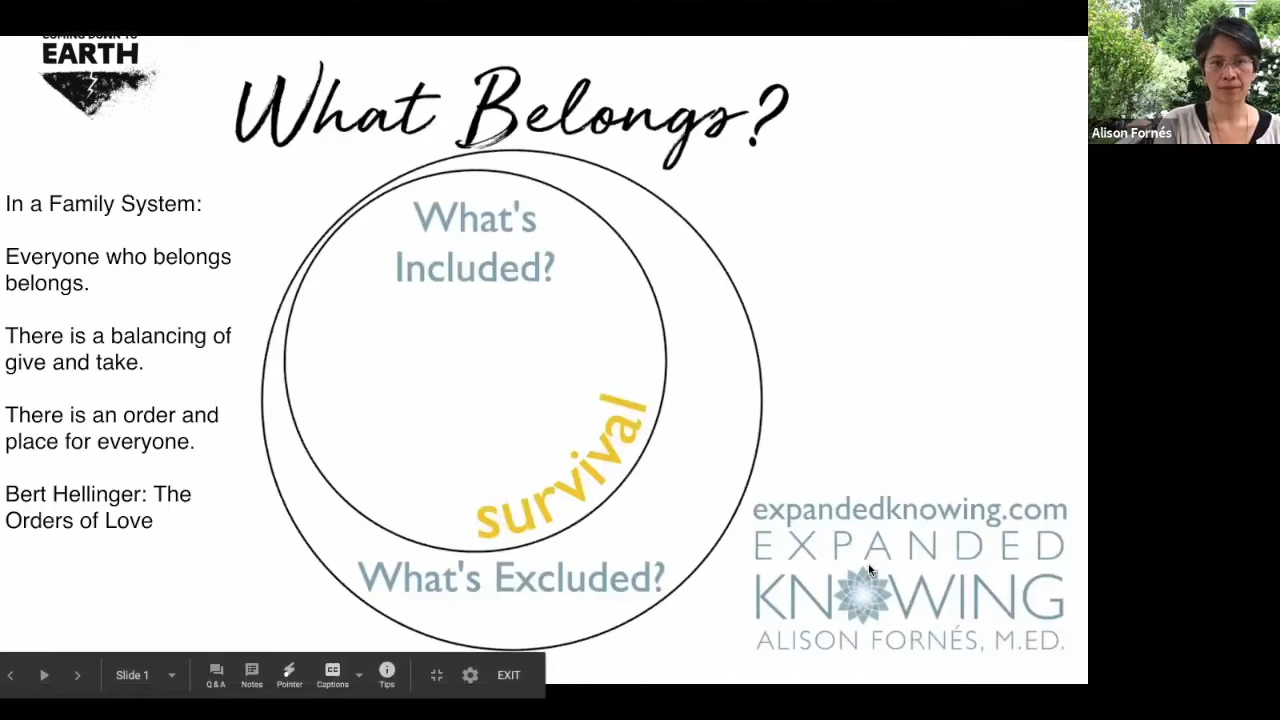 COMING DOWN TO
EARTH
What Belongs?
In a Family System:
Everyone who belongs
belongs.
There is a balancing of
give and take.
There is an order and
place for everyone.
Bert Hellinger: The
Orders of Love
What's
Included?
survival
What's Excluded?
expandedknowing.com
EXPANDED
KNOWING
ALISON FORNÉS, M.ED.
Alison Fornés
Slide 1
Q & A
Notes
Pointer
CC
Captions
Tips
EXIT